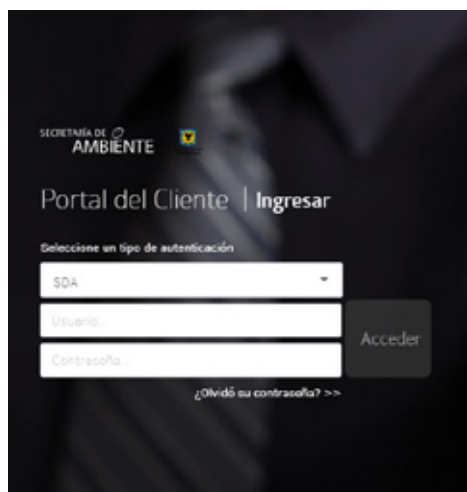 SECRETARÍA DE
AMBIENTE
Portal del Cliente | Ingresar
Seleccione un tipo de autenticación
SDA
Usuario...
Contraseña...
Acceder
¿Olvidó su contraseña? >>